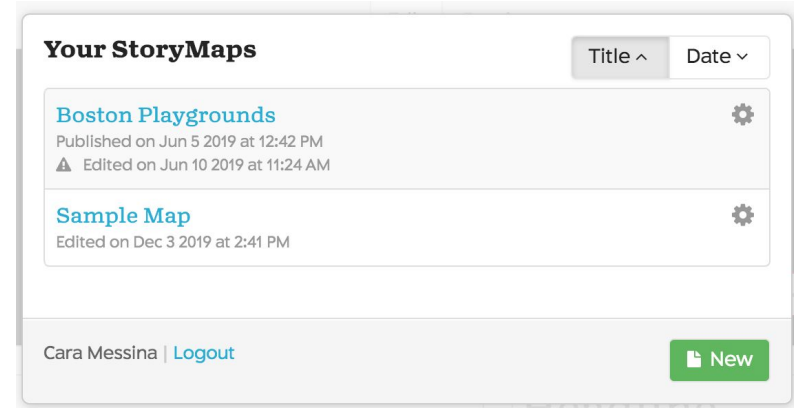 Your StoryMaps
Title
Date
Boston Playgrounds
Published on Jun 5 2019 at 12:42 PM
Edited on Jun 10 2019 at 11:24 AM
Sample Map
Edited on Dec 3 2019 at 2:41 PM
Cara Messina | Logout
New